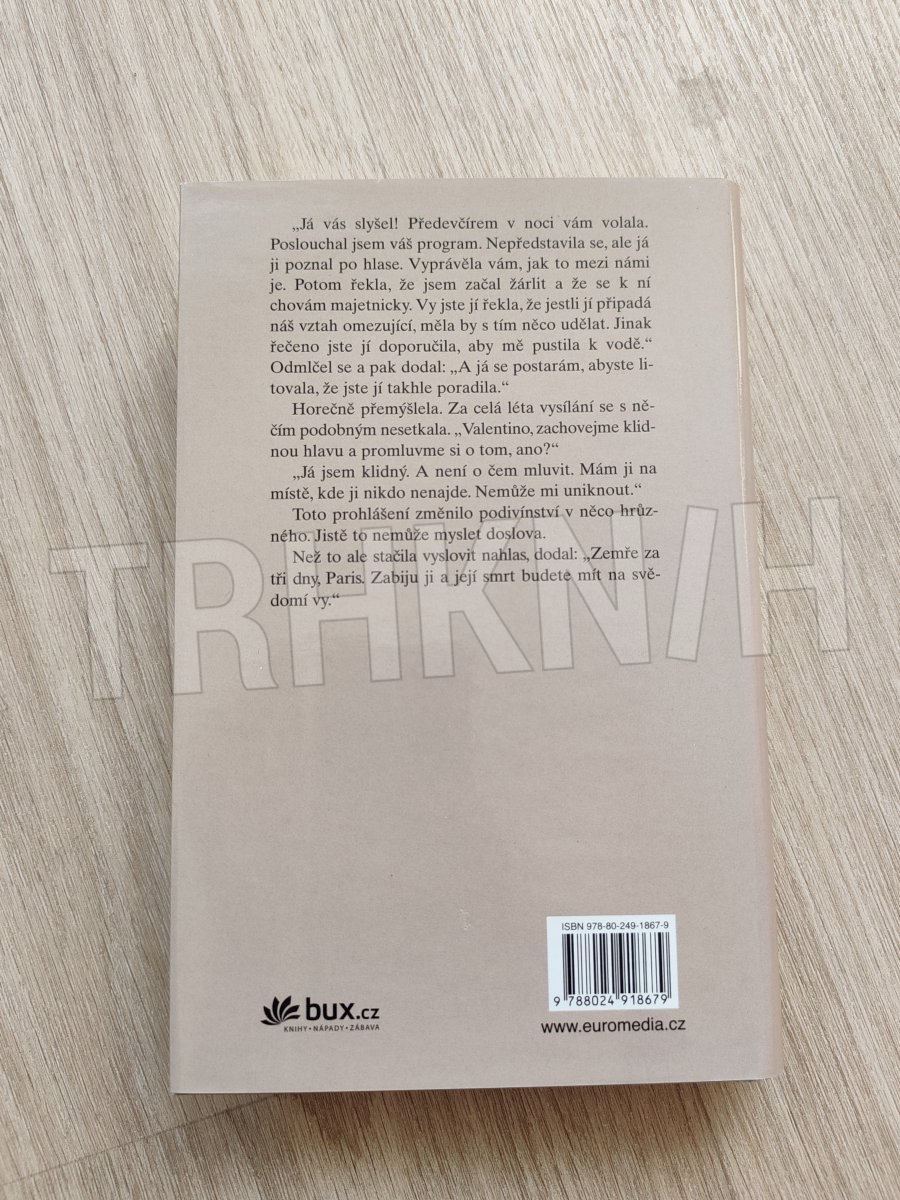 „Já vás slyšel! Předevčírem v noci vám volala.
Poslouchal jsem váš program. Nepředstavila se, ale já
ji poznal po hlase. Vyprávěla vám, jak to mezi námi
je. Potom řekla, že jsem začal žárlit a že se k ní
chovám majetnicky. Vy jste jí řekla, že jestli jí připadá
náš vztah omezující, měla by s tím něco udělat. Jinak
řečeno jste jí doporučila, aby mě pustila k vodě.“
Odmlčel se a pak dodal: „A já se postarám, abyste li-
tovala, že jste jí takhle poradila.“
Horečně přemýšlela. Za celá léta vysílání se s ně-
čím podobným nesetkala. „Valentino, zachovejme klid-
nou hlavu a promluvme si o tom, ano?“
„Já jsem klidný. A není o čem mluvit. Mám ji na
místě, kde ji nikdo nenajde. Nemůže mi uniknout.“
Toto prohlášení změnilo podivínství v něco hrůz-
ného. Jistě to nemůže myslet doslova.
Než to ale stačila vyslovit nahlas, dodal: „Zemře za
tři dny, Paris. Zabiju ji a její smrt budete mít na svě-
domí vy.“
TRHKNIH
ISBN 978-80-249-1867-9
9 788024 918679
www.euromedia.cz
bux.cz
KNIHY • NÁPADY • ZÁBAVA